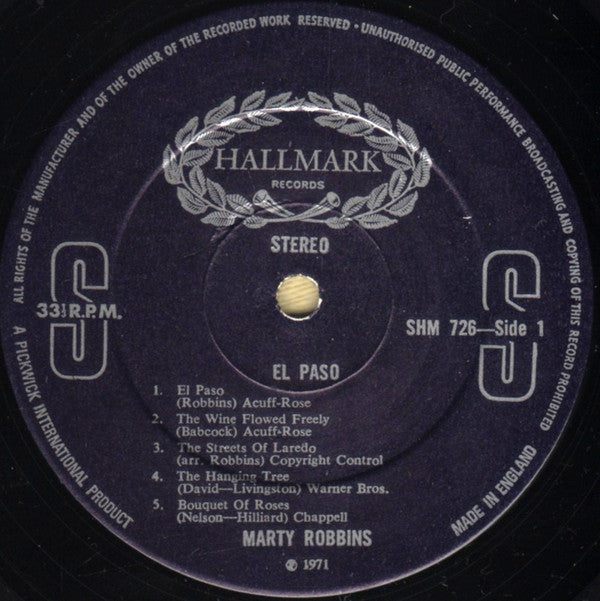 ALL RIGHTS OF THE MANUFACTURER AND OF THE OWNER OF THE RECORDED WORK RESERVED · UNAUTHORISED PUBLIC PERFORMANCE BROADCASTING AND COPYING OF THIS RECORD PROHIBITED
HALLMARK
RECORDS
STEREO
S
S
33⅓ R.P.M.
SHM 726—Side 1
EL PASO
1. El Paso
(Robbins) Acuff-Rose
2. The Wine Flowed Freely
(Babcock) Acuff-Rose
3. The Streets Of Laredo
(arr. Robbins) Copyright Control
4. The Hanging Tree
(David—Livingston) Warner Bros.
5. Bouquet Of Roses
(Nelson—Hilliard) Chappell
MARTY ROBBINS
℗ 1971
A PICKWICK INTERNATIONAL PRODUCT
MADE IN ENGLAND